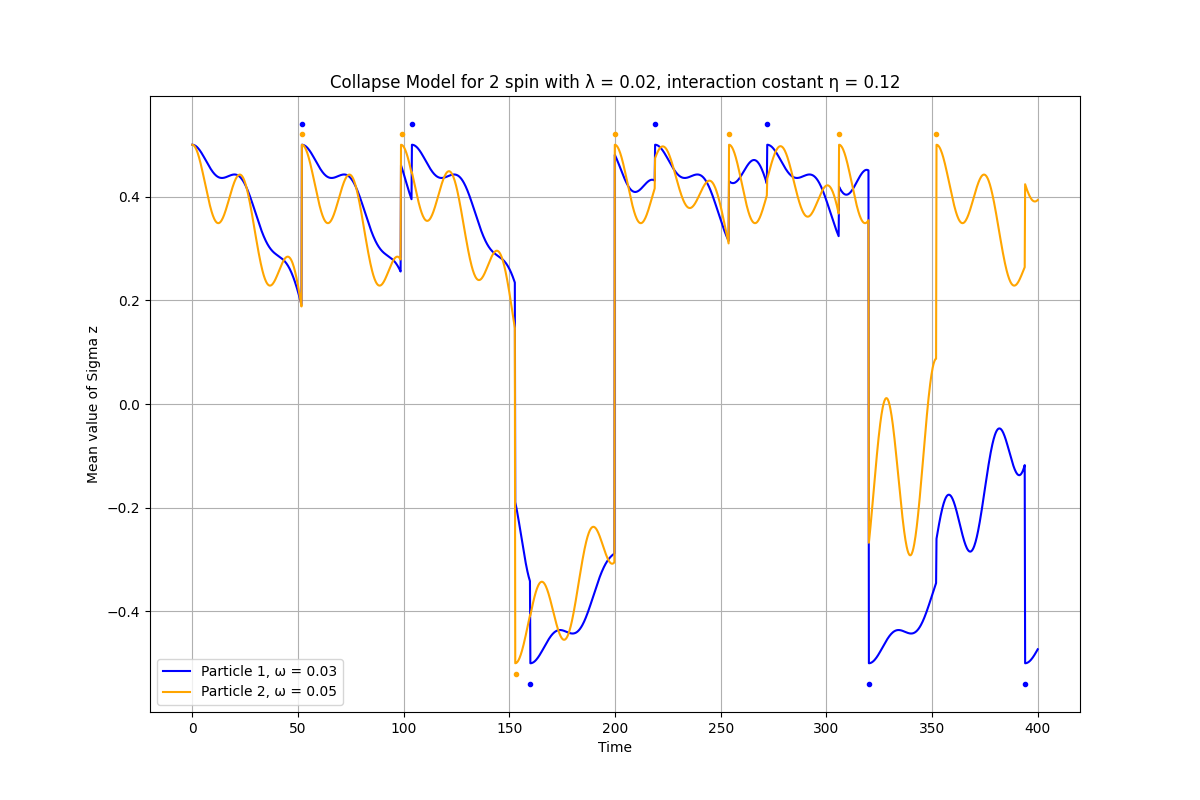 Collapse Model for 2 spin with λ = 0.02, interaction costant η = 0.12
Mean value of Sigma z
0.4
0.2
0.0
−0.2
−0.4
Particle 1, ω = 0.03
Particle 2, ω = 0.05
0 50 100 150 200 250 300 350 400
Time